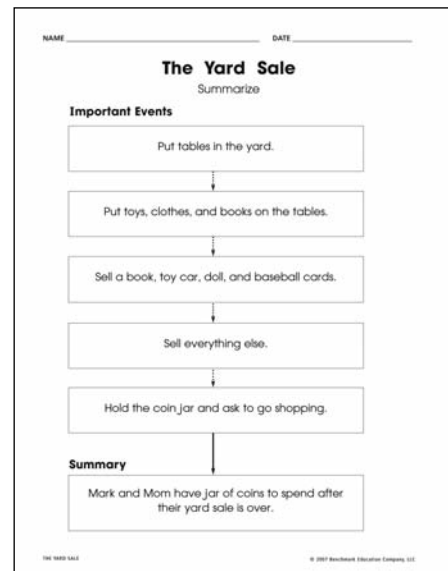 NAME DATE
The Yard Sale
Summarize
Important Events
Put tables in the yard.
Put toys, clothes, and books on the tables.
Sell a book, toy car, doll, and baseball cards.
Sell everything else.
Hold the coin jar and ask to go shopping.
Summary
Mark and Mom have jar of coins to spend after
their yard sale is over.
THE YARD SALE © 2007 Benchmark Education Company, LLC